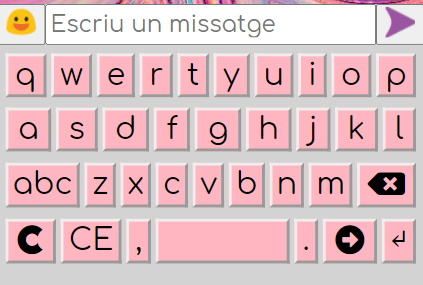 Escriu un missatge
q w e r t y u i o p
a s d f g h j k l
abc z x c v b n m
C CE , .